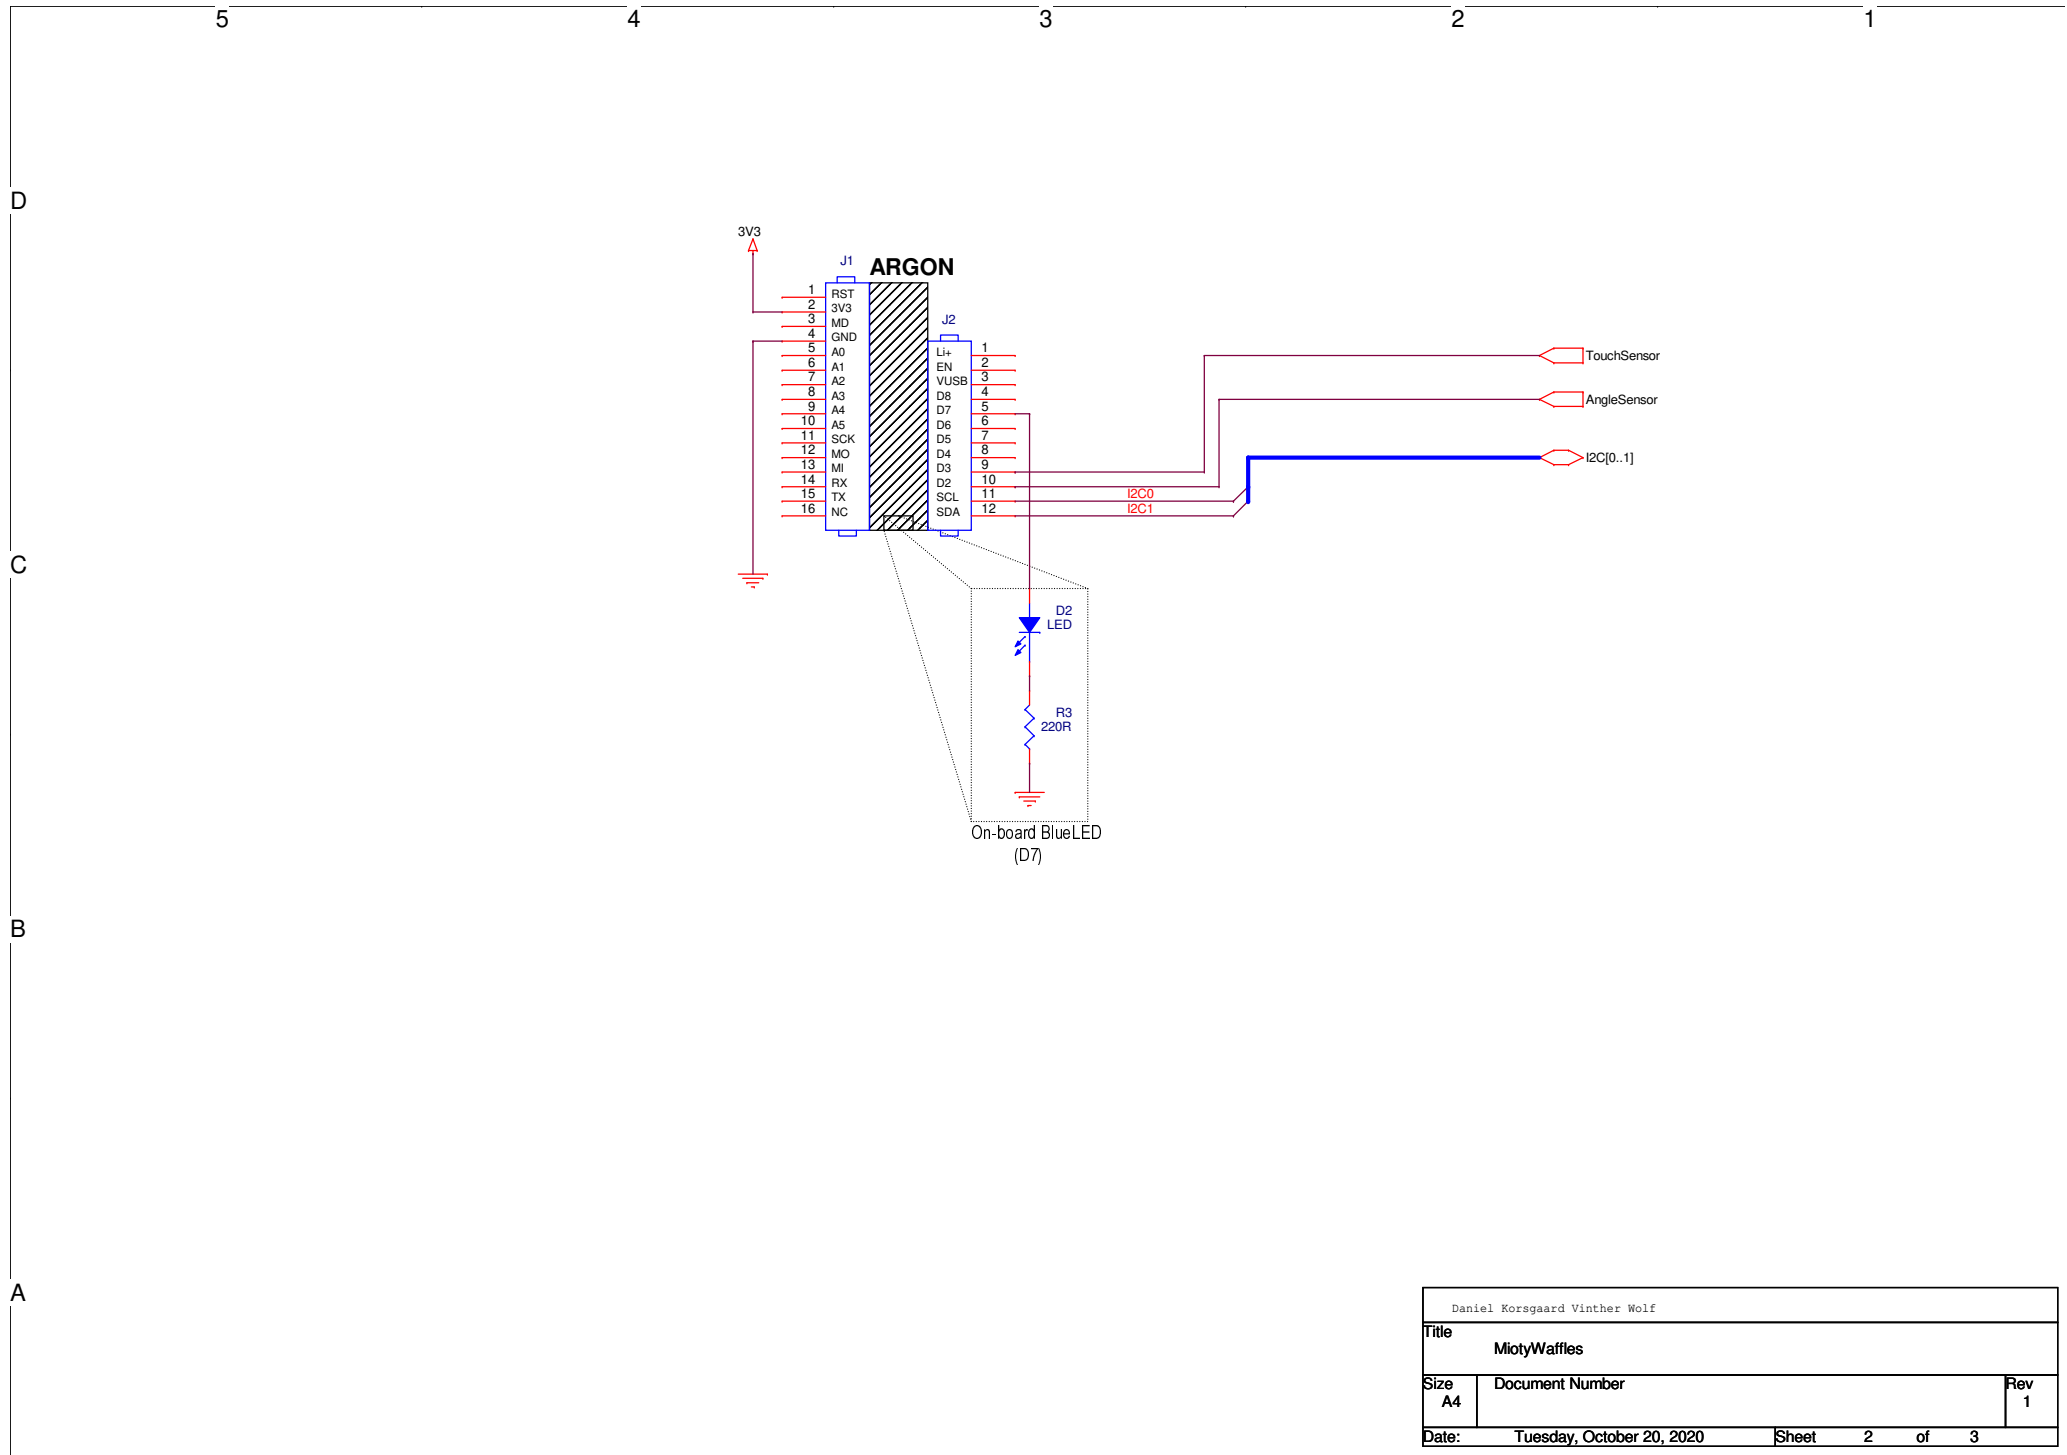 5 4 3 2 1
D
C
B
A
3V3
J1
ARGON
1 RST
2 3V3
3 MD
4 GND
5 A0
6 A1
7 A2
8 A3
9 A4
10 A5
11 SCK
12 MO
13 MI
14 RX
15 TX
16 NC
J2
Li+ 1
EN 2
VUSB 3
D8 4
D7 5
D6 6
D5 7
D4 8
D3 9
D2 10
SCL 11
SDA 12
I2C0
I2C1
TouchSensor
AngleSensor
I2C[0..1]
D2
LED
R3
220R
On-board BlueLED
(D7)
Daniel Korsgaard Vinther Wolf
Title
MiotyWaffles
Size Document Number Rev
A4 1
Date: Tuesday, October 20, 2020 Sheet 2 of 3